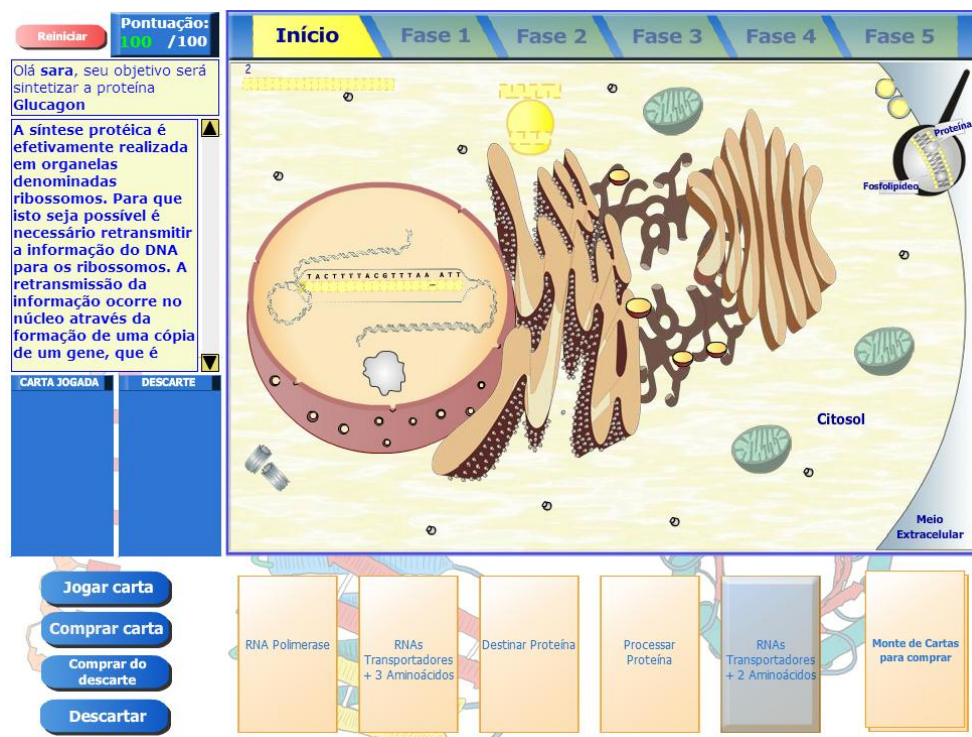 Reiniciar
Pontuação:
100 /100
Início
Fase 1
Fase 2
Fase 3
Fase 4
Fase 5
Olá sara, seu objetivo será
sintetizar a proteína
Glucagon
A síntese protéica é
efetivamente realizada
em organelas
denominadas
ribossomos. Para que
isto seja possível é
necessário retransmitir
a informação do DNA
para os ribossomos. A
retransmissão da
informação ocorre no
núcleo através da
formação de uma cópia
de um gene, que é
2
Proteína
Fosfolipídeo
TACTTTTACGTTTAA ATT
Citosol
Meio
Extracelular
CARTA JOGADA
DESCARTE
Jogar carta
Comprar carta
Comprar do
descarte
Descartar
RNA Polimerase
RNAs
Transportadores
+ 3 Aminoácidos
Destinar Proteína
Processar
Proteína
RNAs
Transportadores
+ 2 Aminoácidos
Monte de Cartas
para comprar